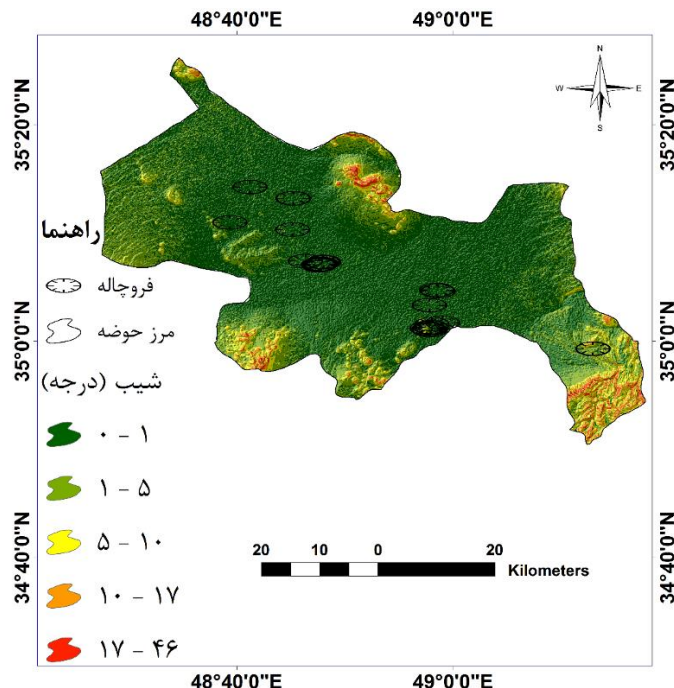 48°40'0"E 49°0'0"E
N
W E
S
35°20'0"N 35°20'0"N
راهنما
فروچاله
مرز حوضه
35°0'0"N 35°0'0"N
شیب (درجه)
۰ - ۱
۱ - ۵
۵ - ۱۰
۱۰ - ۱۷
۱۷ - ۴۶
20 10 0 20
Kilometers
34°40'0"N 34°40'0"N
48°40'0"E 49°0'0"E